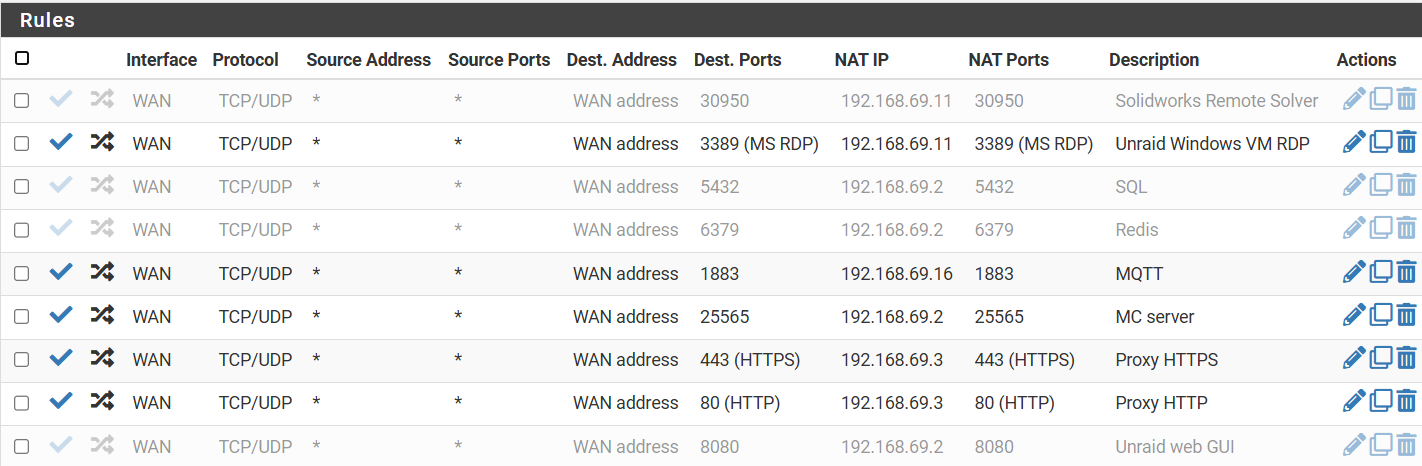 Rules
Interface Protocol Source Address Source Ports Dest. Address Dest. Ports NAT IP NAT Ports Description Actions
WAN TCP/UDP * * WAN address 30950 192.168.69.11 30950 Solidworks Remote Solver
WAN TCP/UDP * * WAN address 3389 (MS RDP) 192.168.69.11 3389 (MS RDP) Unraid Windows VM RDP
WAN TCP/UDP * * WAN address 5432 192.168.69.2 5432 SQL
WAN TCP/UDP * * WAN address 6379 192.168.69.2 6379 Redis
WAN TCP/UDP * * WAN address 1883 192.168.69.16 1883 MQTT
WAN TCP/UDP * * WAN address 25565 192.168.69.2 25565 MC server
WAN TCP/UDP * * WAN address 443 (HTTPS) 192.168.69.3 443 (HTTPS) Proxy HTTPS
WAN TCP/UDP * * WAN address 80 (HTTP) 192.168.69.3 80 (HTTP) Proxy HTTP
WAN TCP/UDP * * WAN address 8080 192.168.69.2 8080 Unraid web GUI